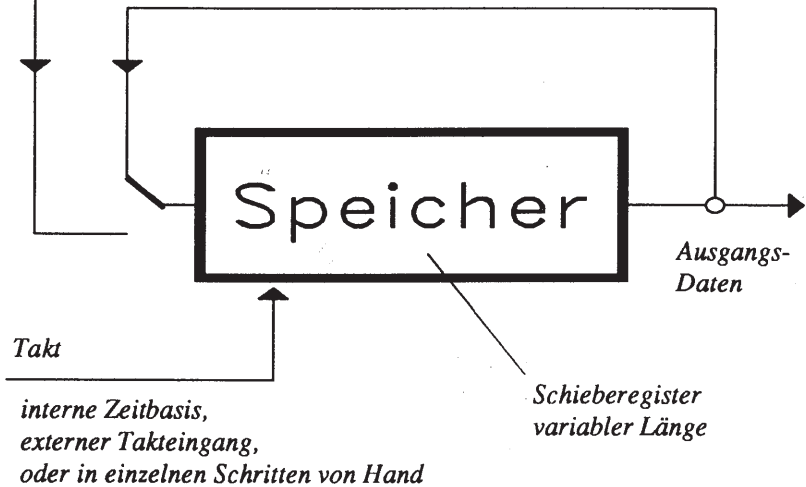 Speicher
Ausgangs-
Daten
Takt
Schieberegister
variabler Länge
interne Zeitbasis,
externer Takteingang,
oder in einzelnen Schritten von Hand